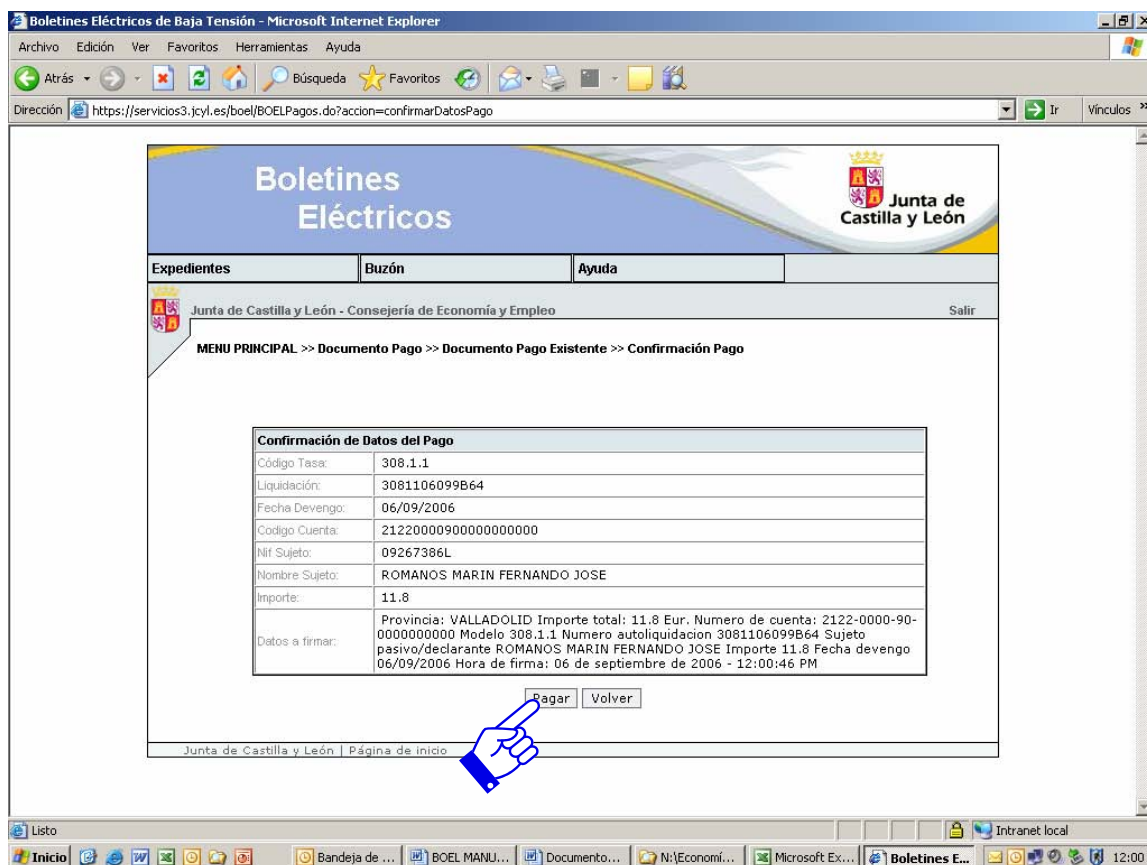 Boletines Eléctricos de Baja Tensión - Microsoft Internet Explorer
Archivo Edición Ver Favoritos Herramientas Ayuda
Atrás Búsqueda Favoritos
Dirección https://servicios3.jcyl.es/boel/BOELPagos.do?accion=confirmarDatosPago Ir Vínculos »
Boletines
Eléctricos
Junta de
Castilla y León
Expedientes Buzón Ayuda
Junta de Castilla y León - Consejería de Economía y Empleo Salir
MENU PRINCIPAL >> Documento Pago >> Documento Pago Existente >> Confirmación Pago
Confirmación de Datos del Pago
Código Tasa: 308.1.1
Liquidación: 3081106099B64
Fecha Devengo: 06/09/2006
Codigo Cuenta: 21220000900000000000
Nif Sujeto: 09267386L
Nombre Sujeto: ROMANOS MARIN FERNANDO JOSE
Importe: 11.8
Datos a firmar: Provincia: VALLADOLID Importe total: 11.8 Eur. Numero de cuenta: 2122-0000-90-
0000000000 Modelo 308.1.1 Numero autoliquidacion 3081106099B64 Sujeto
pasivo/declarante ROMANOS MARIN FERNANDO JOSE Importe 11.8 Fecha devengo
06/09/2006 Hora de firma: 06 de septiembre de 2006 - 12:00:46 PM
Pagar Volver
Junta de Castilla y León | Página de inicio
Listo Intranet local
Inicio Bandeja de ... BOEL MANU... Documento... N:\Economí... Microsoft Ex... Boletines E... 12:00